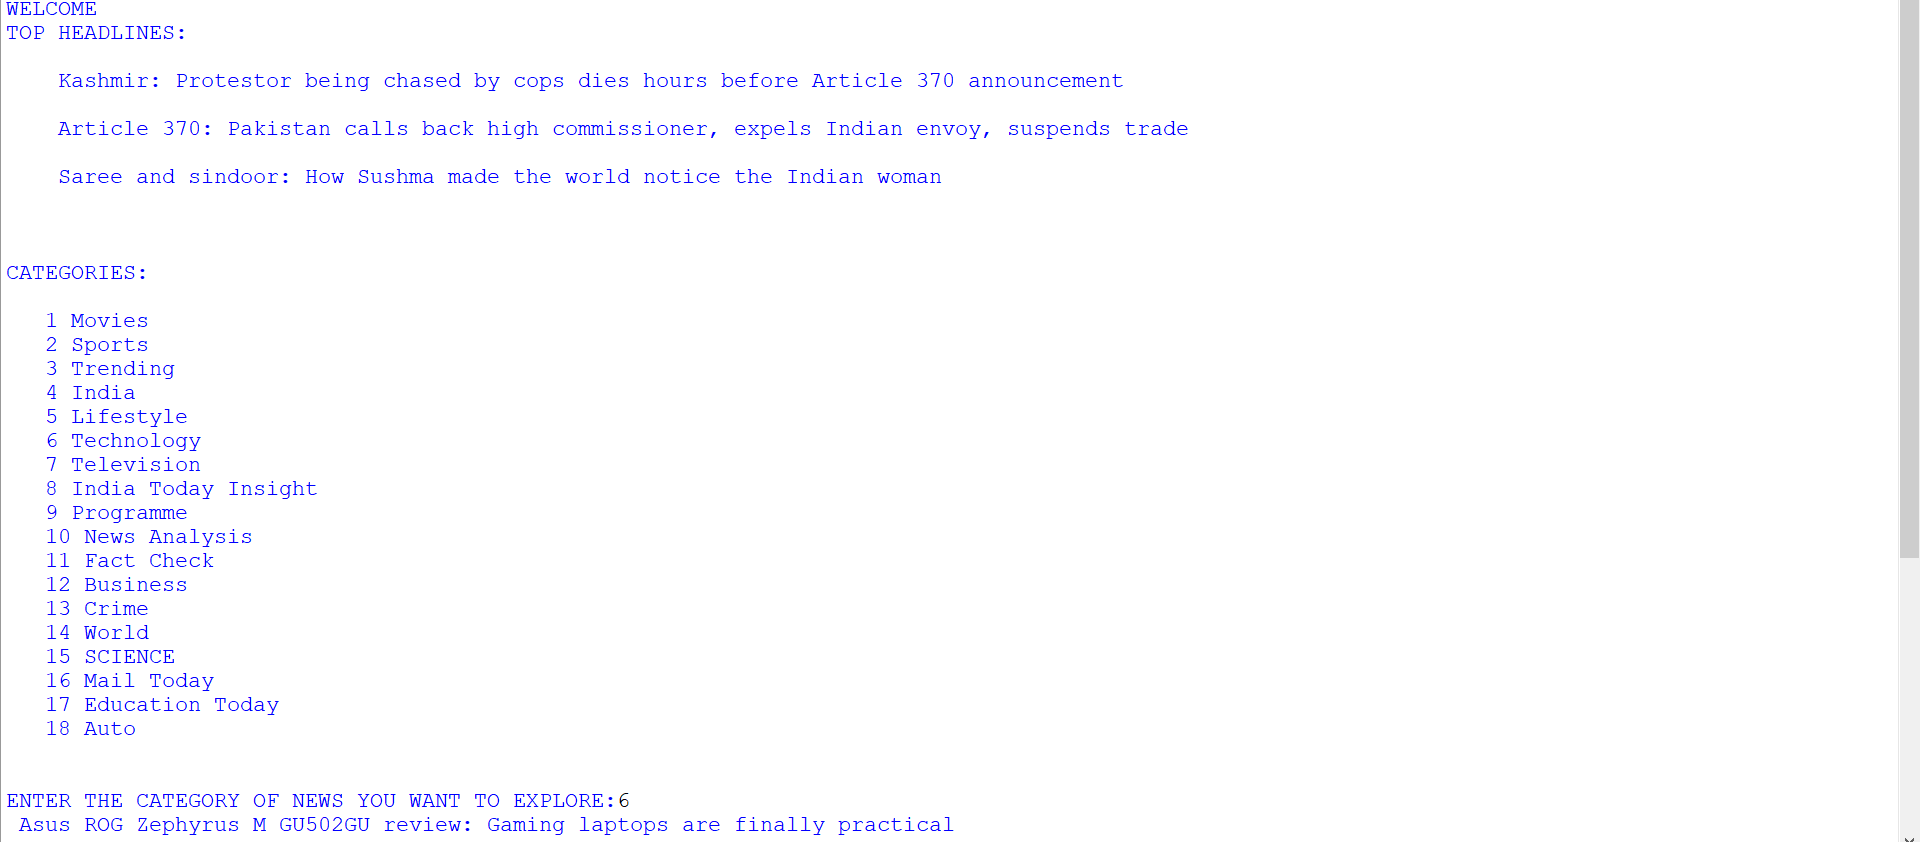 WELCOME
TOP HEADLINES:
Kashmir: Protestor being chased by cops dies hours before Article 370 announcement
Article 370: Pakistan calls back high commissioner, expels Indian envoy, suspends trade
Saree and sindoor: How Sushma made the world notice the Indian woman
CATEGORIES:
1 Movies
2 Sports
3 Trending
4 India
5 Lifestyle
6 Technology
7 Television
8 India Today Insight
9 Programme
10 News Analysis
11 Fact Check
12 Business
13 Crime
14 World
15 SCIENCE
16 Mail Today
17 Education Today
18 Auto
ENTER THE CATEGORY OF NEWS YOU WANT TO EXPLORE:6
Asus ROG Zephyrus M GU502GU review: Gaming laptops are finally practical